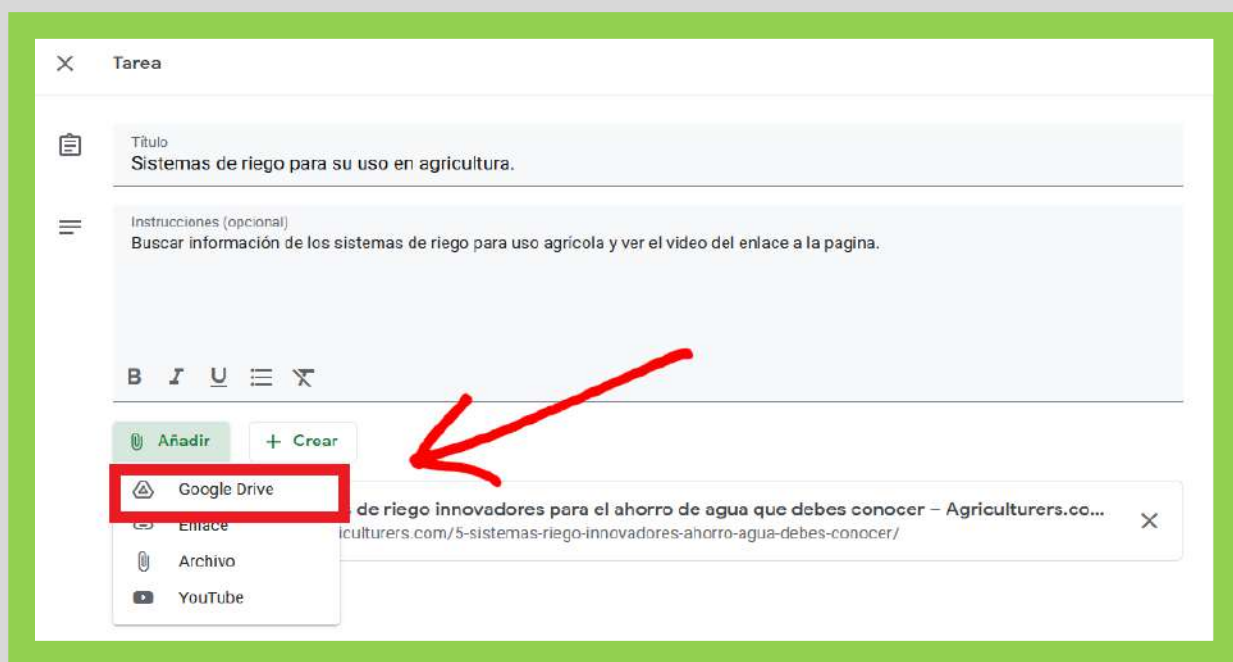 Tarea
Título
Sistemas de riego para su uso en agricultura.
Instrucciones (opcional)
Buscar información de los sistemas de riego para uso agrícola y ver el video del enlace a la pagina.
B I U
Añadir + Crear
Google Drive
de riego innovadores para el ahorro de agua que debes conocer – Agriculturers.co...
Enlace
iculturers.com/5-sistemas-riego-innovadores-ahorro-agua-debes-conocer/
Archivo
YouTube